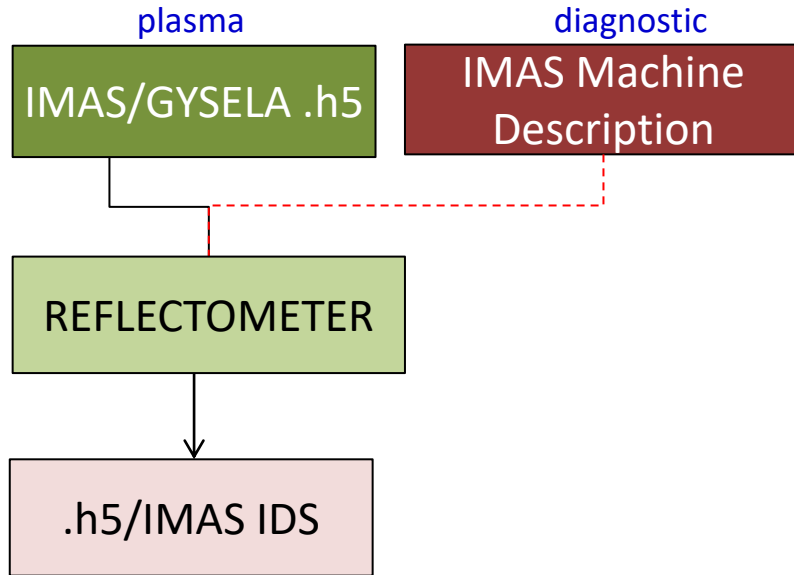 plasma
diagnostic
IMAS/GYSELA .h5
IMAS Machine
Description
REFLECTOMETER
.h5/IMAS IDS